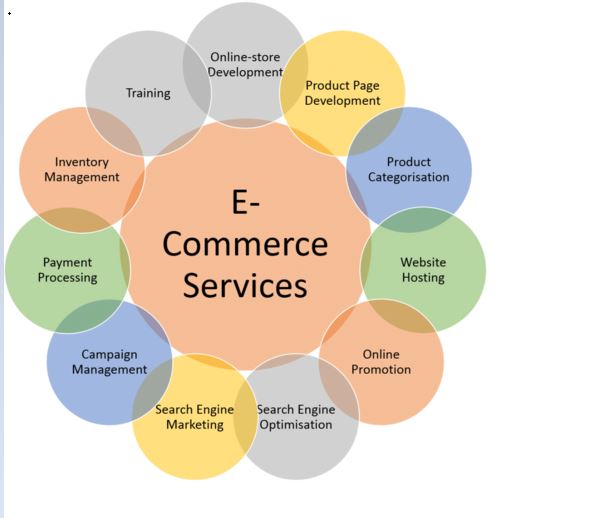 Online-store
Development
Product Page
Development
Product
Categorisation
Website
Hosting
Online
Promotion
Search Engine
Optimisation
Search Engine
Marketing
Campaign
Management
Payment
Processing
Inventory
Management
Training
E-
Commerce
Services